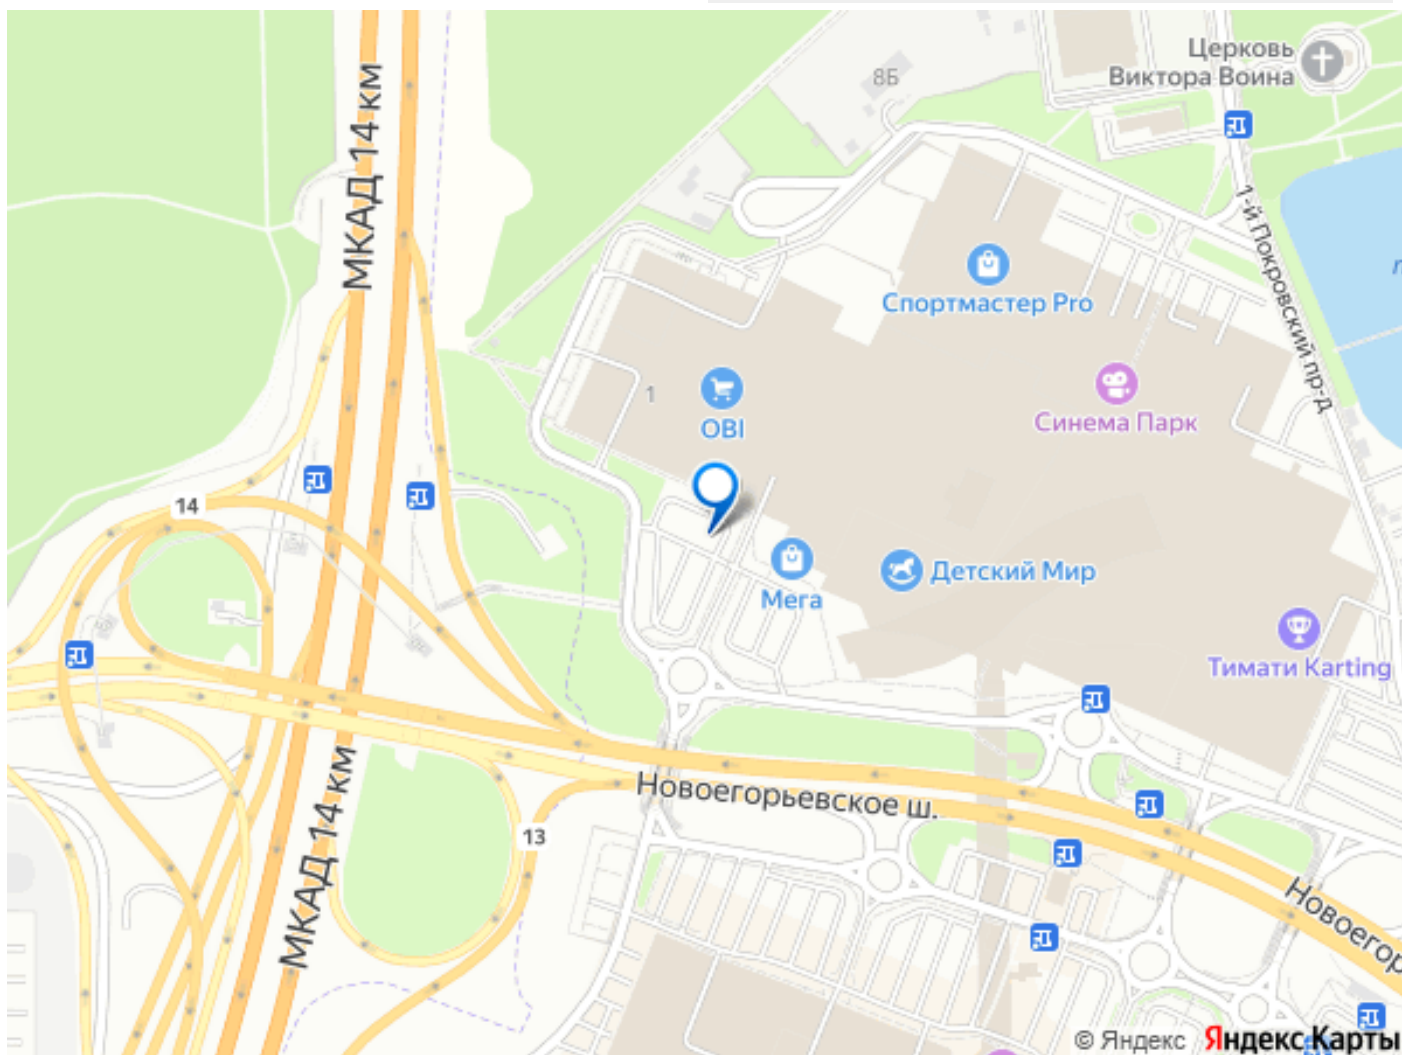 Церковь
Виктора Воина
8Б
МКАД 14 км
1-й Покровский пр-д
Спортмастер Pro
1
OBI
Синема Парк
14
Детский Мир
Мега
Тимати Karting
Новоегорьевское ш.
МКАД 14 км
13
Новоегор
© Яндекс Яндекс Карты